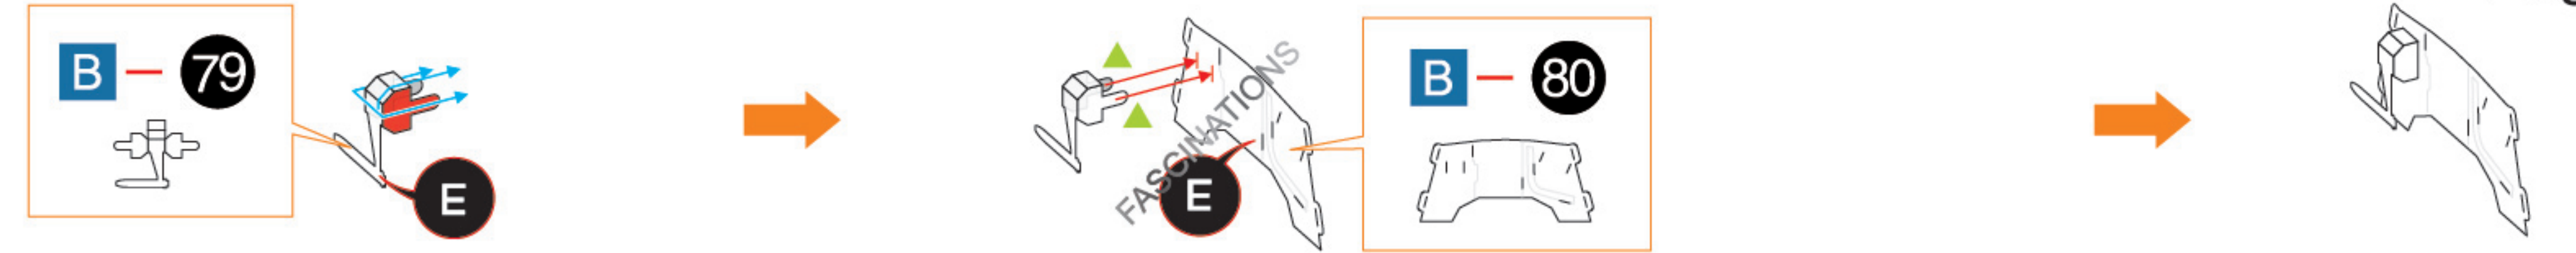 B — 79
E
FASCINATIONS
E
B — 80